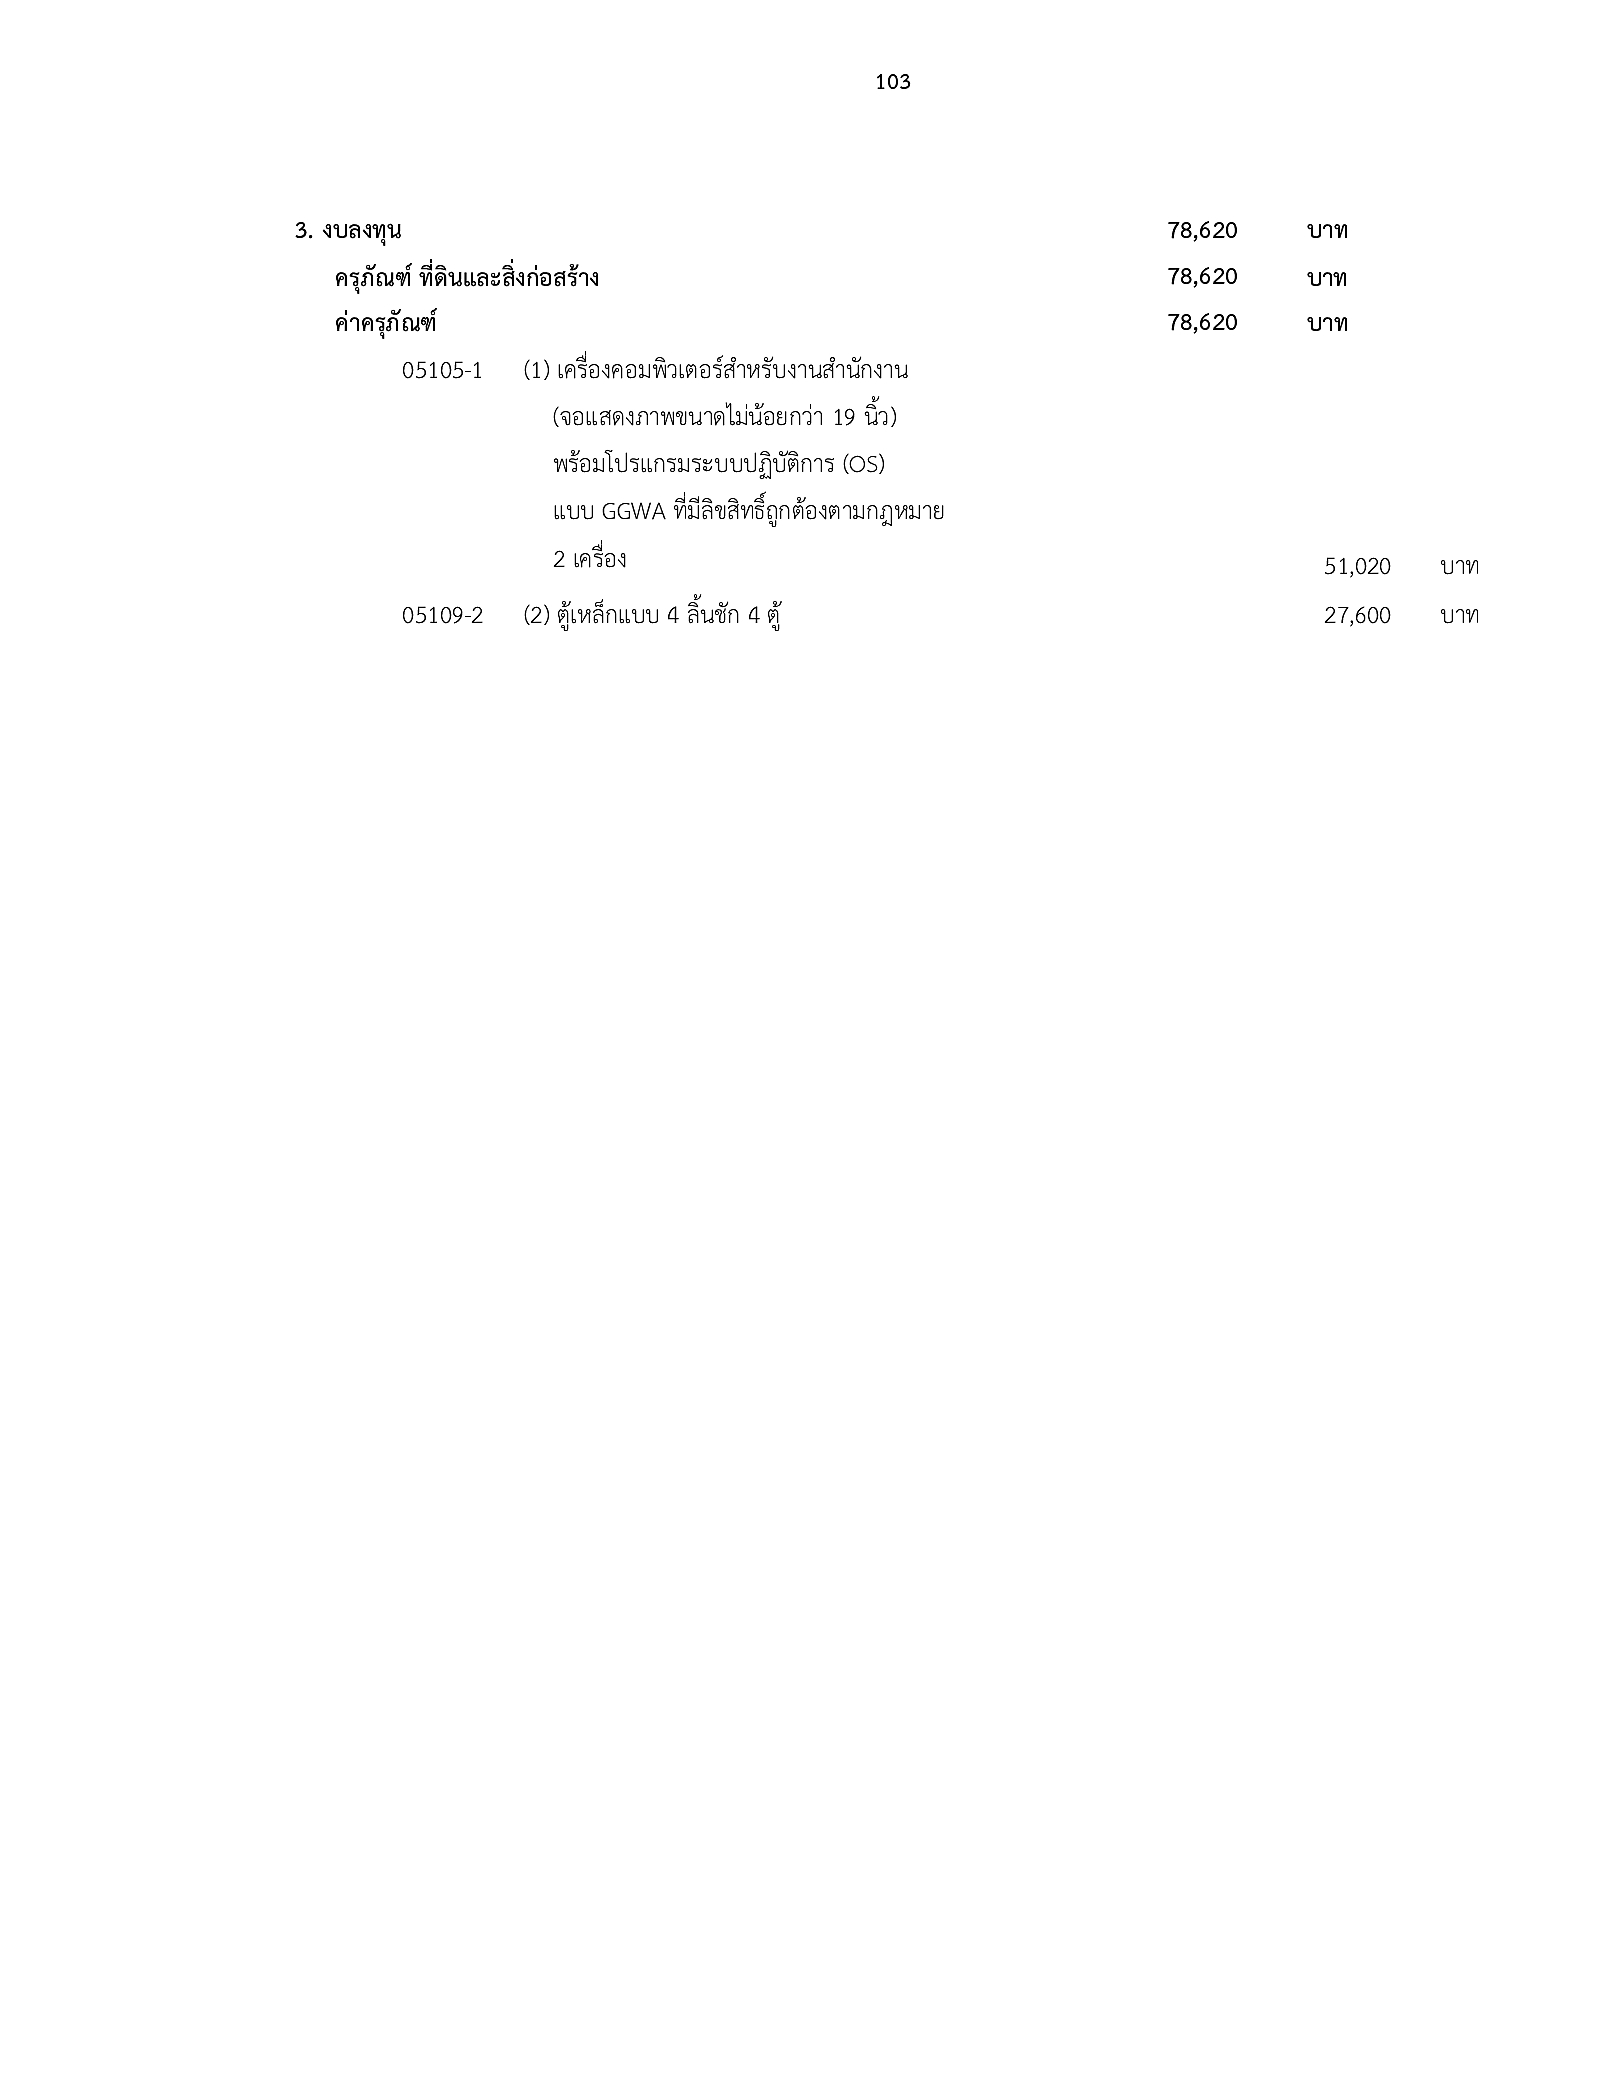 103
3. งบลงทุน 78,620 บาท
ครุภัณฑ์ ที่ดินและสิ่งก่อสร้าง 78,620 บาท
ค่าครุภัณฑ์ 78,620 บาท
05105-1 (1) เครื่องคอมพิวเตอร์สำหรับงานสำนักงาน
(จอแสดงภาพขนาดไม่น้อยกว่า 19 นิ้ว)
พร้อมโปรแกรมระบบปฏิบัติการ (OS)
แบบ GGWA ที่มีลิขสิทธิ์ถูกต้องตามกฎหมาย
2 เครื่อง 51,020 บาท
05109-2 (2) ตู้เหล็กแบบ 4 ลิ้นชัก 4 ตู้ 27,600 บาท